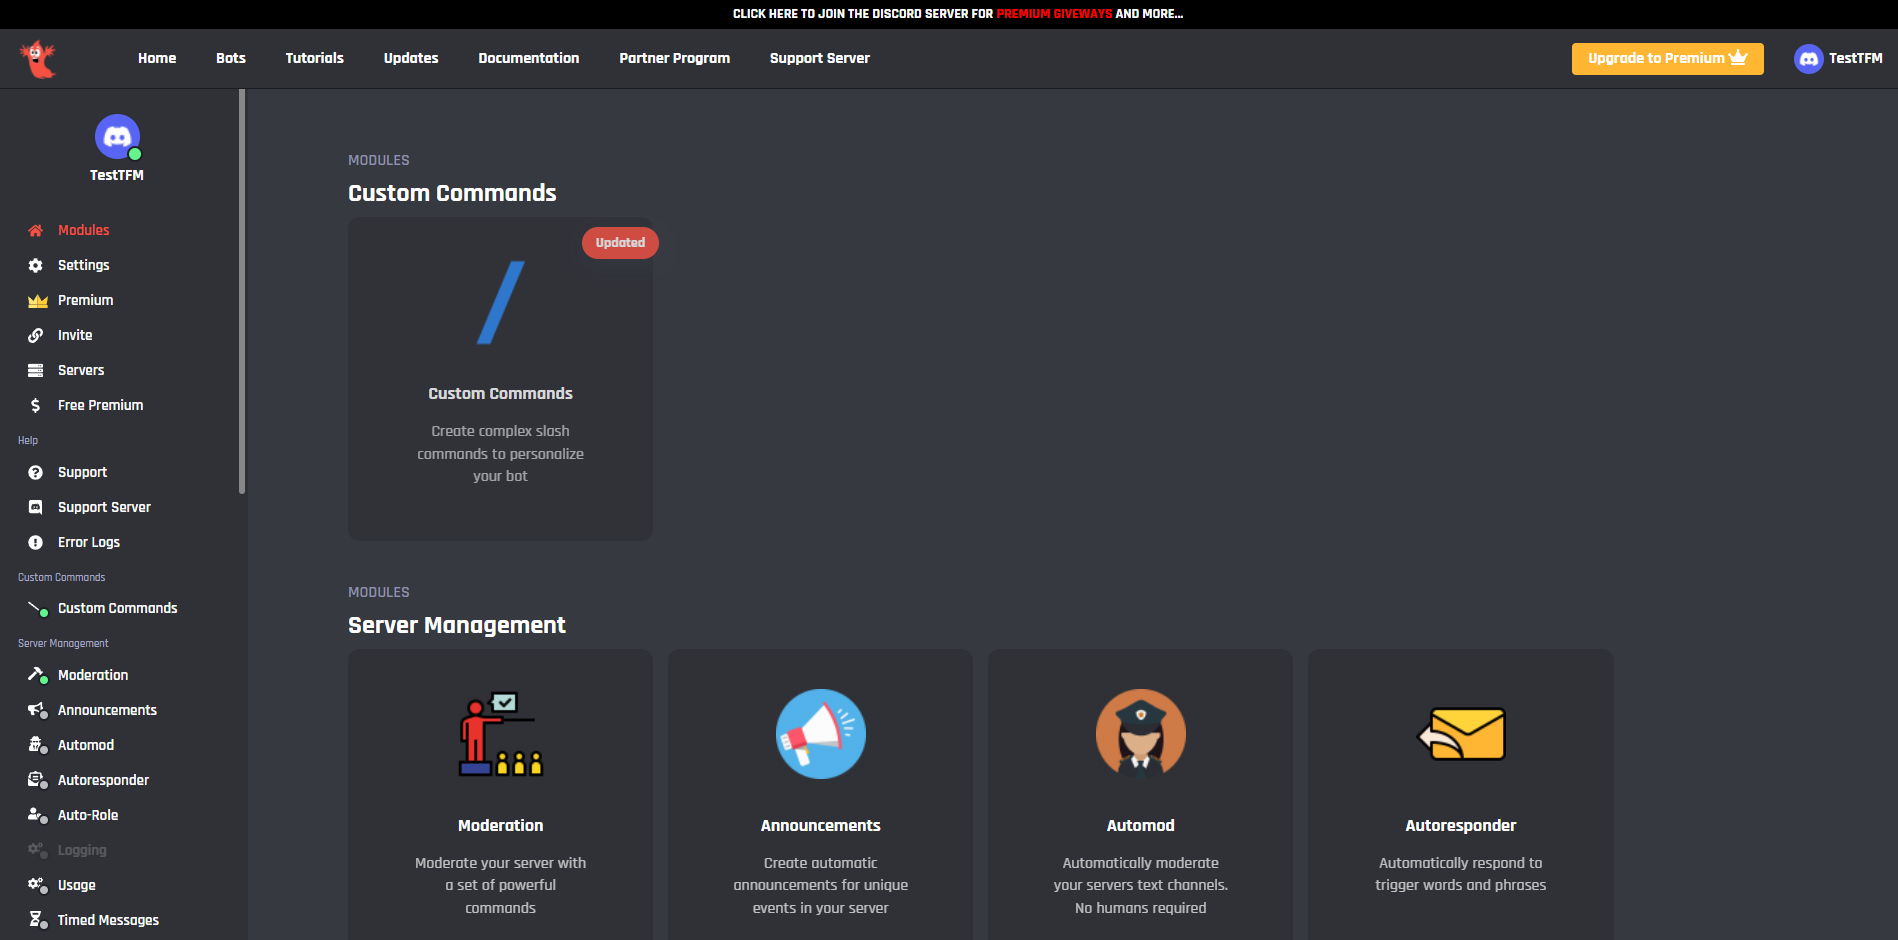 CLICK HERE TO JOIN THE DISCORD SERVER FOR PREMIUM GIVEWAYS AND MORE...
Home Bots Tutorials Updates Documentation Partner Program Support Server Upgrade to Premium TestTFM
TestTFM
Modules
Settings
Premium
Invite
Servers
Free Premium
Help
Support
Support Server
Error Logs
Custom Commands
Custom Commands
Server Management
Moderation
Announcements
Automod
Autoresponder
Auto-Role
Logging
Usage
Timed Messages
MODULES
Custom Commands
Updated
Custom Commands
Create complex slash
commands to personalize
your bot
MODULES
Server Management
Moderation
Moderate your server with
a set of powerful
commands
Announcements
Create automatic
announcements for unique
events in your server
Automod
Automatically moderate
your servers text channels.
No humans required
Autoresponder
Automatically respond to
trigger words and phrases